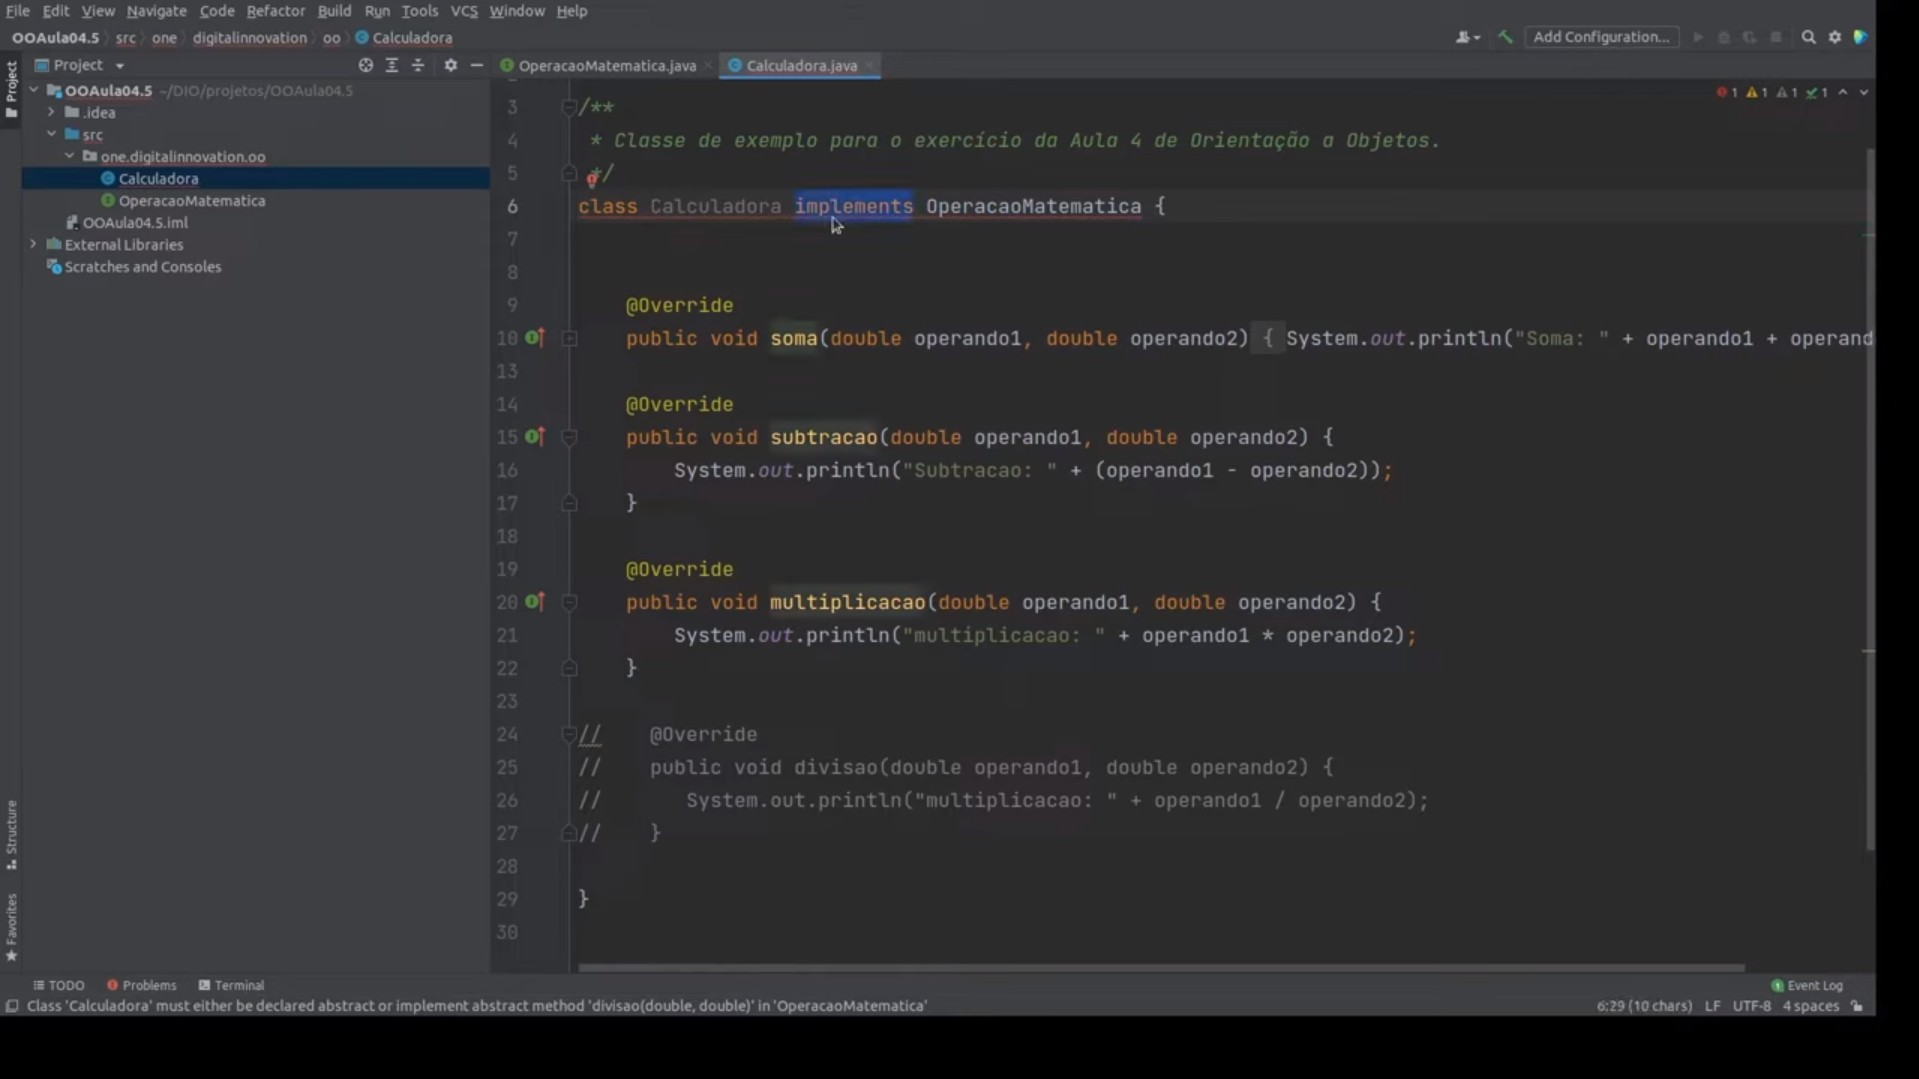 File Edit View Navigate Code Refactor Build Run Tools VCS Window Help
OOAula04.5 src one digitalinnovation oo Calculadora Add Configuration...
Project OperacaoMatematica.java Calculadora.java
Project
OOAula04.5 ~/DIO/projetos/OOAula04.5
.idea
src
one.digitalinnovation.oo
Calculadora
OperacaoMatematica
OOAula04.5.iml
External Libraries
Scratches and Consoles
1 1 1 1
3 /**
4 * Classe de exemplo para o exercício da Aula 4 de Orientação a Objetos.
5 */
6 class Calculadora implements OperacaoMatematica {
7
8
9 @Override
10 public void soma(double operando1, double operando2) { System.out.println("Soma: " + operando1 + operand
13
14 @Override
15 public void subtracao(double operando1, double operando2) {
16 System.out.println("Subtracao: " + (operando1 - operando2));
17 }
18
19 @Override
20 public void multiplicacao(double operando1, double operando2) {
21 System.out.println("multiplicacao: " + operando1 * operando2);
22 }
23
24 // @Override
25 // public void divisao(double operando1, double operando2) {
26 // System.out.println("multiplicacao: " + operando1 / operando2);
27 // }
28
29 }
30
Structure
Favorites
TODO Problems Terminal 1 Event Log
Class 'Calculadora' must either be declared abstract or implement abstract method 'divisao(double, double)' in 'OperacaoMatematica' 6:29 (10 chars) LF UTF-8 4 spaces